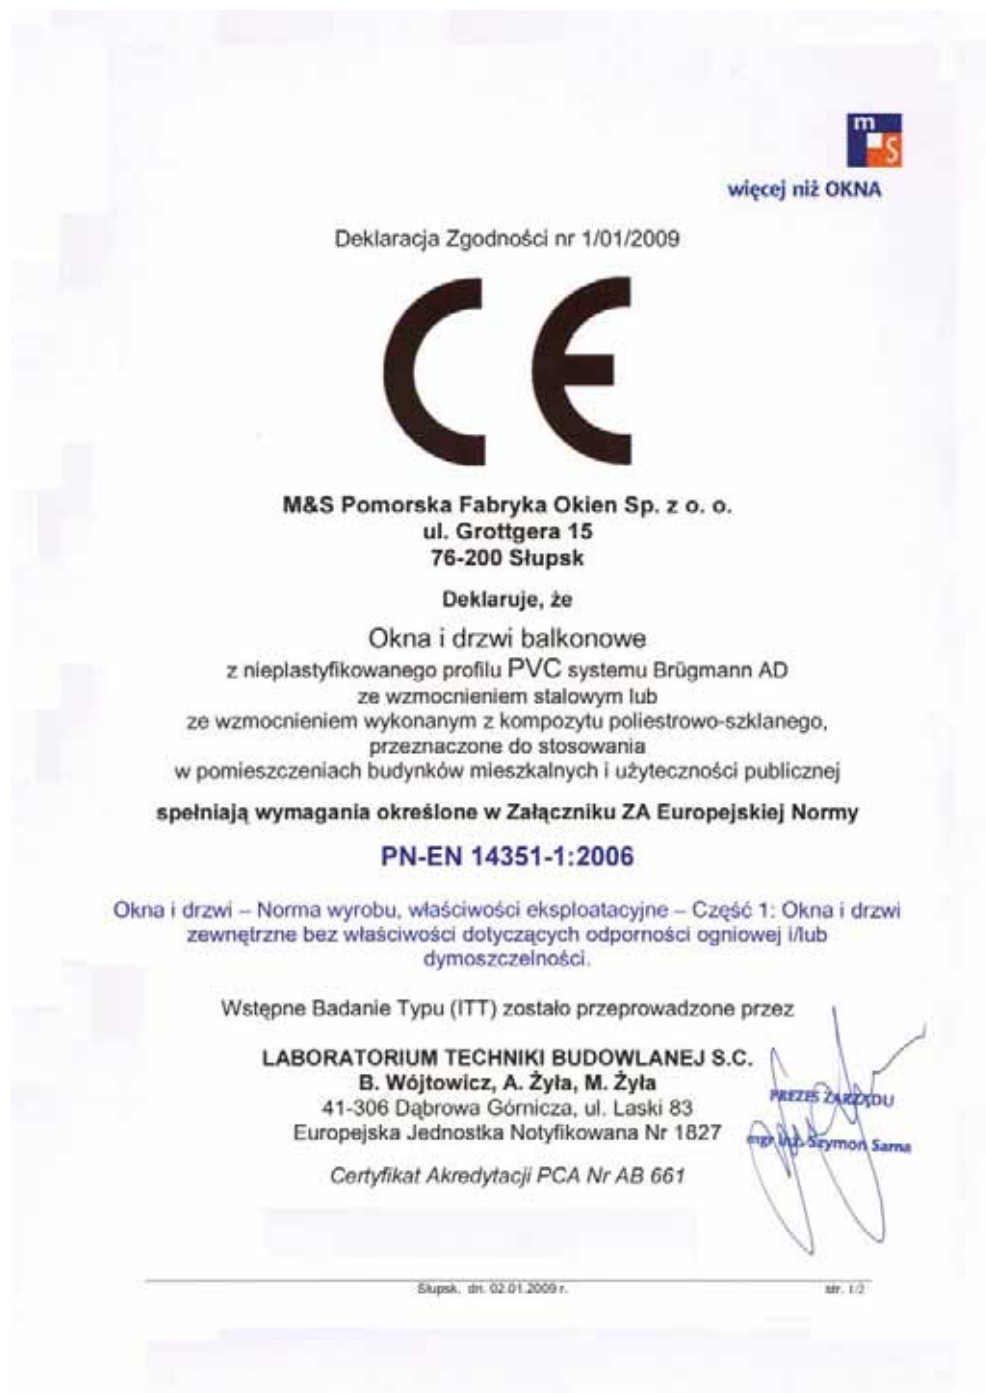 m
s
więcej niż OKNA
Deklaracja Zgodności nr 1/01/2009
CE
M&S Pomorska Fabryka Okien Sp. z o. o.
ul. Grottgera 15
76-200 Słupsk
Deklaruje, że
Okna i drzwi balkonowe
z nieplastyfikowanego profilu PVC systemu Brügmann AD
ze wzmocnieniem stalowym lub
ze wzmocnieniem wykonanym z kompozytu poliestrowo-szklanego,
przeznaczone do stosowania
w pomieszczeniach budynków mieszkalnych i użyteczności publicznej
spełniają wymagania określone w Załączniku ZA Europejskiej Normy
PN-EN 14351-1:2006
Okna i drzwi – Norma wyrobu, właściwości eksploatacyjne – Część 1: Okna i drzwi
zewnętrzne bez właściwości dotyczących odporności ogniowej i/lub
dymoszczelności.
Wstępne Badanie Typu (ITT) zostało przeprowadzone przez
LABORATORIUM TECHNIKI BUDOWLANEJ S.C.
B. Wójtowicz, A. Żyła, M. Żyła
41-306 Dąbrowa Górnicza, ul. Laski 83
Europejska Jednostka Notyfikowana Nr 1827
PREZES ZARZĄDU
mgr inż. Szymon Sarna
Certyfikat Akredytacji PCA Nr AB 661
Słupsk, dn. 02.01.2009 r.
str. 1/2